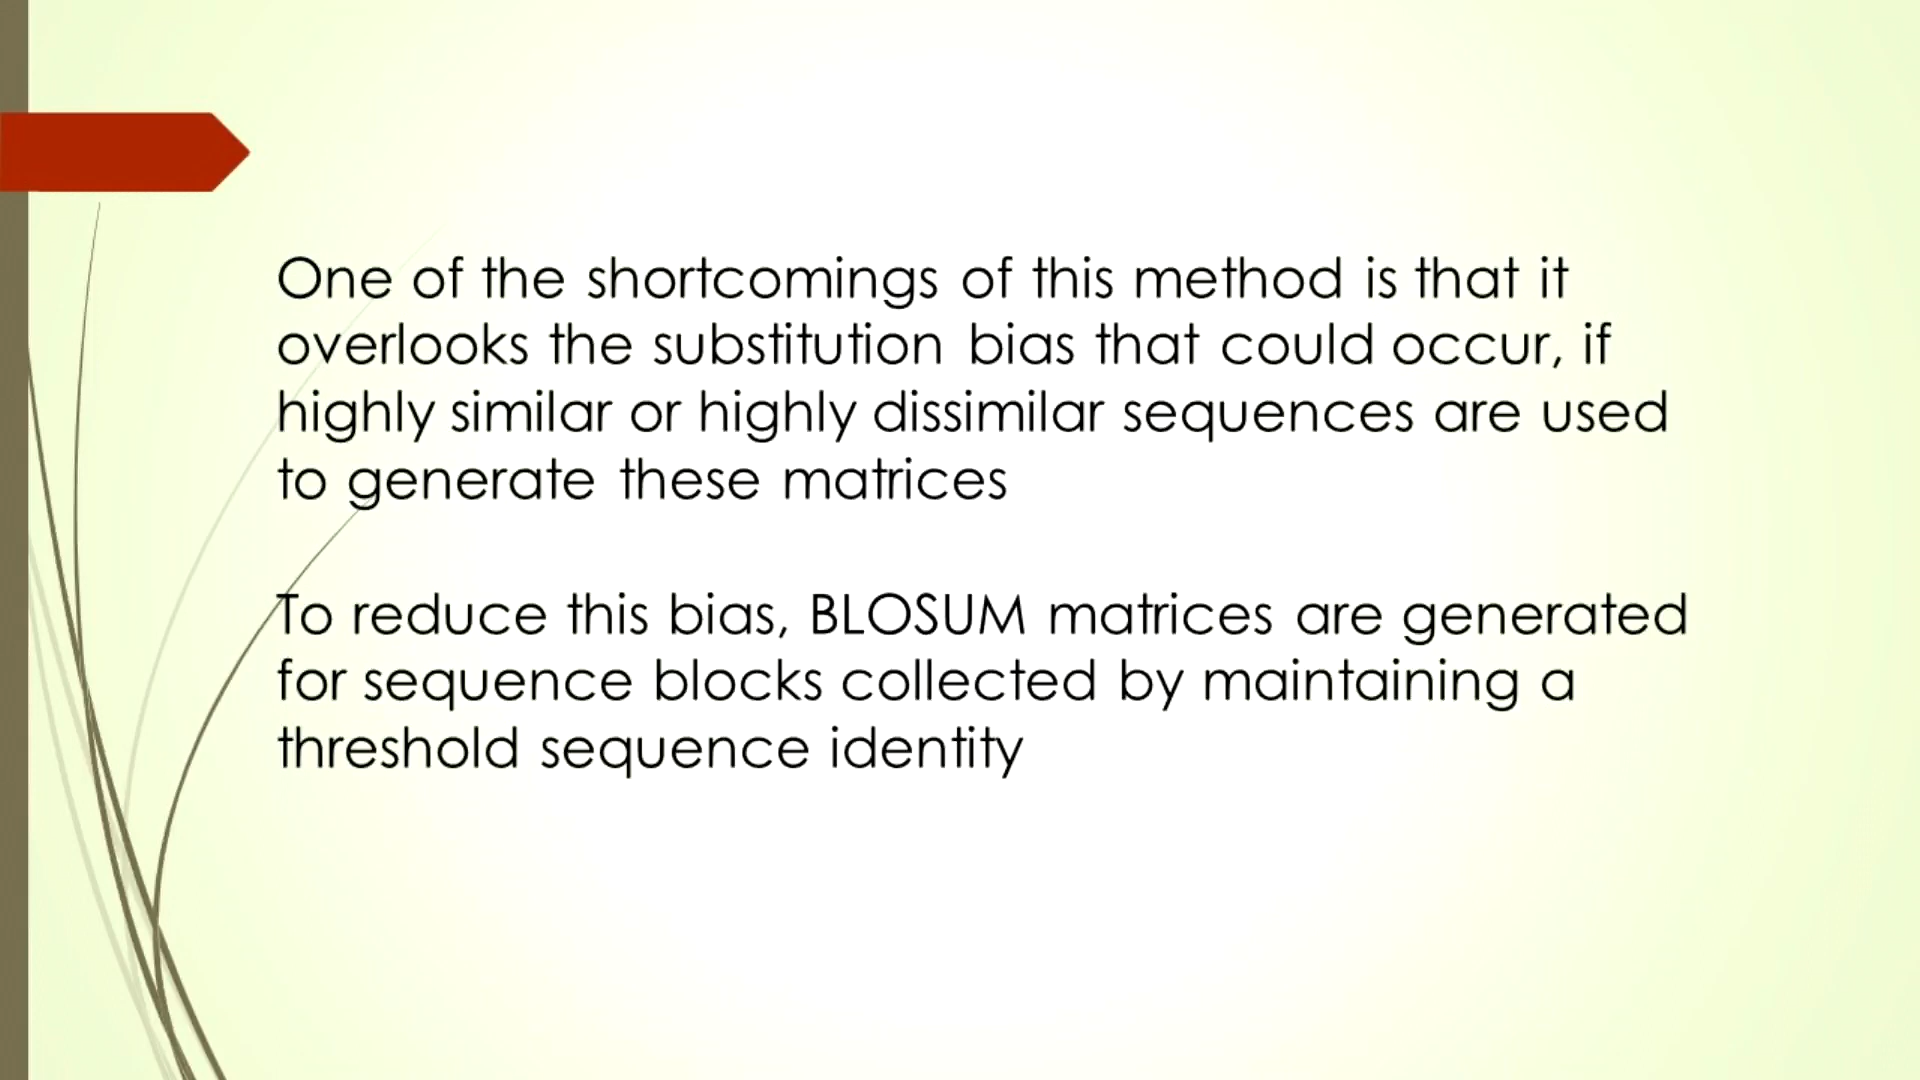 One of the shortcomings of this method is that it
overlooks the substitution bias that could occur, if
highly similar or highly dissimilar sequences are used
to generate these matrices
To reduce this bias, BLOSUM matrices are generated
for sequence blocks collected by maintaining a
threshold sequence identity